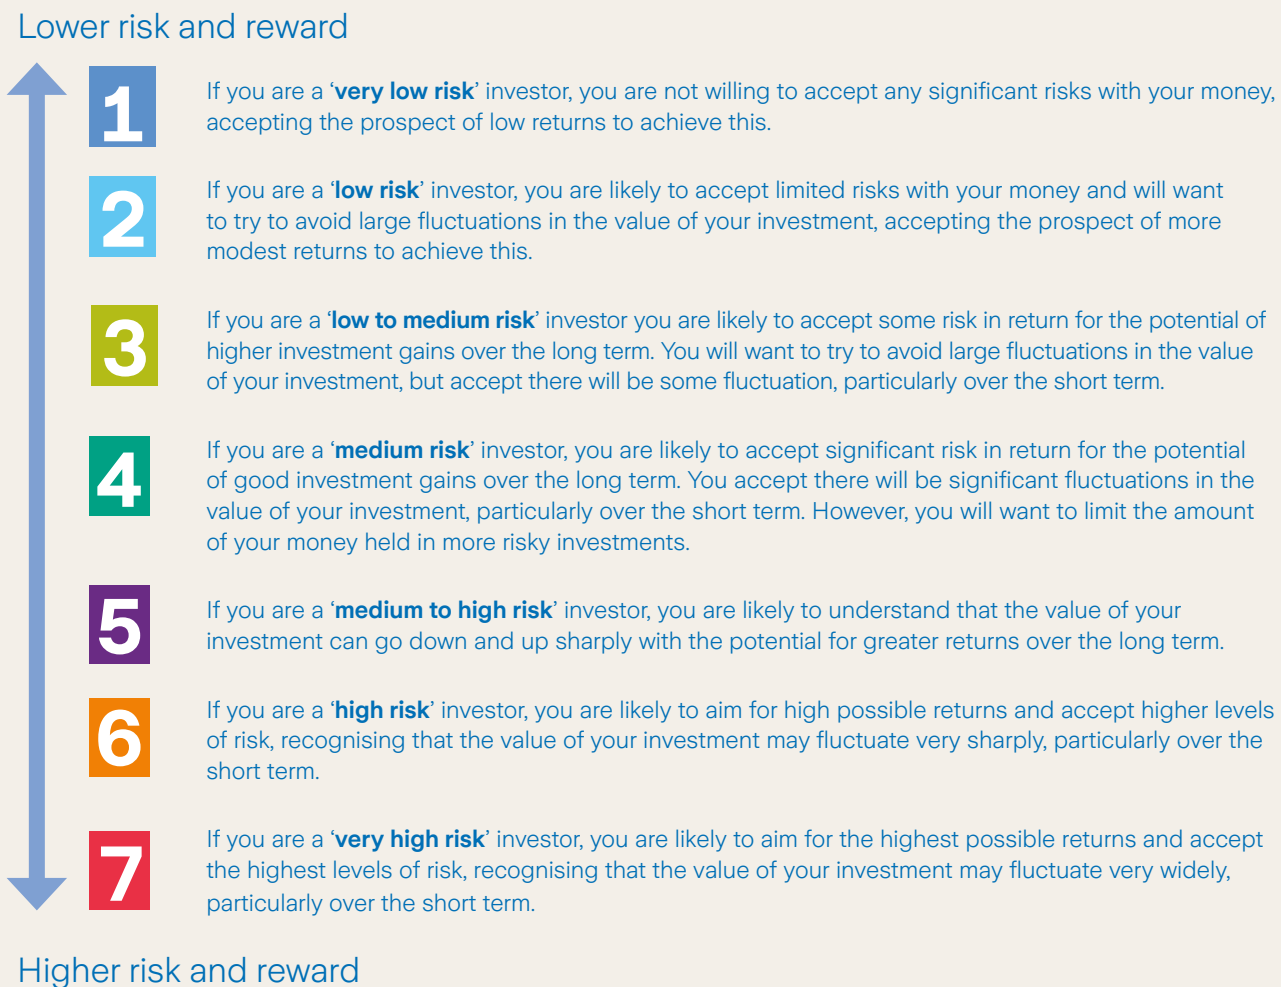 Lower risk and reward
1
If you are a ‘very low risk’ investor, you are not willing to accept any significant risks with your money,
accepting the prospect of low returns to achieve this.
2
If you are a ‘low risk’ investor, you are likely to accept limited risks with your money and will want
to try to avoid large fluctuations in the value of your investment, accepting the prospect of more
modest returns to achieve this.
3
If you are a ‘low to medium risk’ investor you are likely to accept some risk in return for the potential of
higher investment gains over the long term. You will want to try to avoid large fluctuations in the value
of your investment, but accept there will be some fluctuation, particularly over the short term.
4
If you are a ‘medium risk’ investor, you are likely to accept significant risk in return for the potential
of good investment gains over the long term. You accept there will be significant fluctuations in the
value of your investment, particularly over the short term. However, you will want to limit the amount
of your money held in more risky investments.
5
If you are a ‘medium to high risk’ investor, you are likely to understand that the value of your
investment can go down and up sharply with the potential for greater returns over the long term.
6
If you are a ‘high risk’ investor, you are likely to aim for high possible returns and accept higher levels
of risk, recognising that the value of your investment may fluctuate very sharply, particularly over the
short term.
7
If you are a ‘very high risk’ investor, you are likely to aim for the highest possible returns and accept
the highest levels of risk, recognising that the value of your investment may fluctuate very widely,
particularly over the short term.
Higher risk and reward